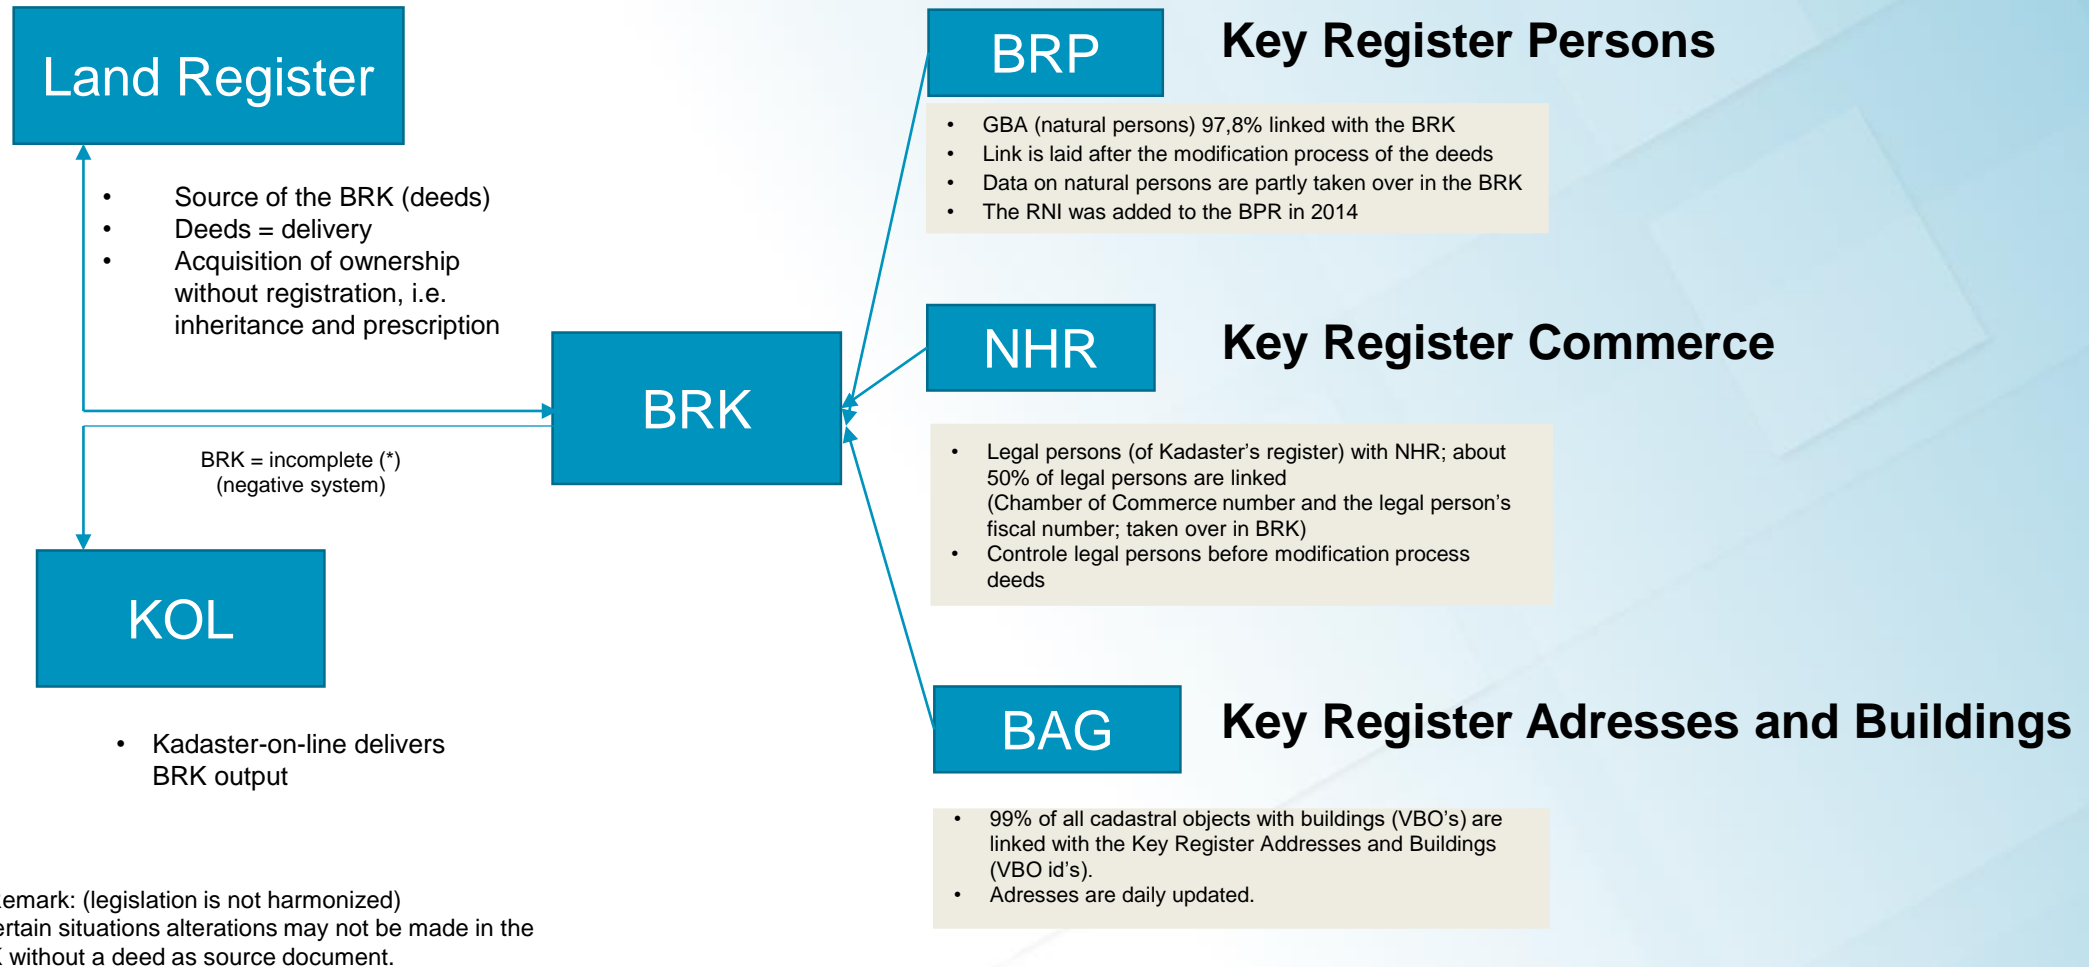 Land Register
• Source of the BRK (deeds)
• Deeds = delivery
• Acquisition of ownership
without registration, i.e.
inheritance and prescription
BRK
BRK = incomplete (*)
(negative system)
KOL
• Kadaster-on-line delivers
BRK output
emark: (legislation is not harmonized)
ertain situations alterations may not be made in the
K without a deed as source document.
BRP
Key Register Persons
• GBA (natural persons) 97,8% linked with the BRK
• Link is laid after the modification process of the deeds
• Data on natural persons are partly taken over in the BRK
• The RNI was added to the BPR in 2014
NHR
Key Register Commerce
• Legal persons (of Kadaster’s register) with NHR; about
50% of legal persons are linked
(Chamber of Commerce number and the legal person’s
fiscal number; taken over in BRK)
• Controle legal persons before modification process
deeds
BAG
Key Register Adresses and Buildings
• 99% of all cadastral objects with buildings (VBO’s) are
linked with the Key Register Addresses and Buildings
(VBO id’s).
• Adresses are daily updated.